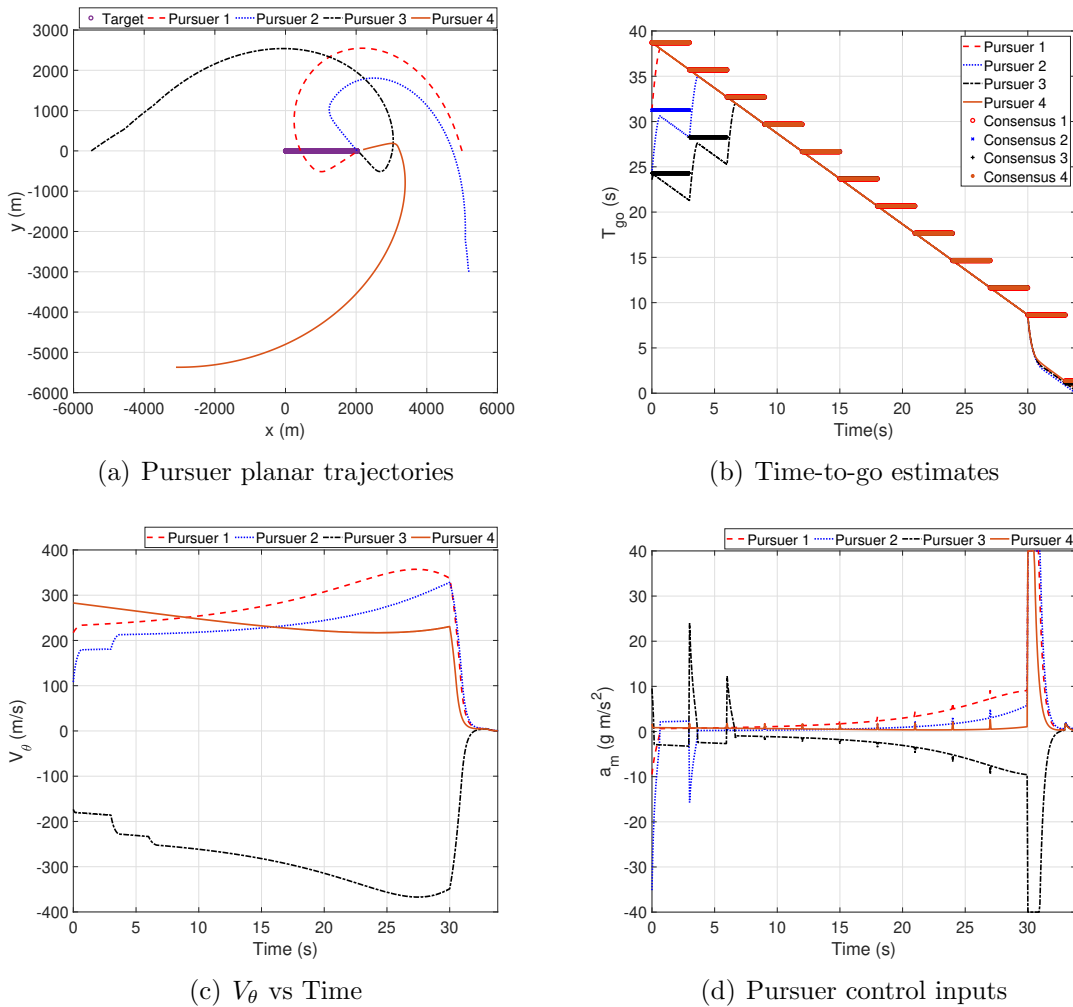 Target Pursuer 1 Pursuer 2 Pursuer 3 Pursuer 4
3000
2000
1000
0
-1000
-2000
-3000
-4000
-5000
-6000
y (m)
-6000 -4000 -2000 0 2000 4000 6000
x (m)
(a) Pursuer planar trajectories
40
35
30
25
20
15
10
5
0
T_go (s)
Pursuer 1
Pursuer 2
Pursuer 3
Pursuer 4
Consensus 1
Consensus 2
Consensus 3
Consensus 4
0 5 10 15 20 25 30
Time(s)
(b) Time-to-go estimates
Pursuer 1 Pursuer 2 Pursuer 3 Pursuer 4
400
300
200
100
0
-100
-200
-300
-400
V_θ (m/s)
0 5 10 15 20 25 30
Time (s)
(c) V_θ vs Time
Pursuer 1 Pursuer 2 Pursuer 3 Pursuer 4
40
30
20
10
0
-10
-20
-30
-40
a_m (g m/s²)
0 5 10 15 20 25 30
Time (s)
(d) Pursuer control inputs